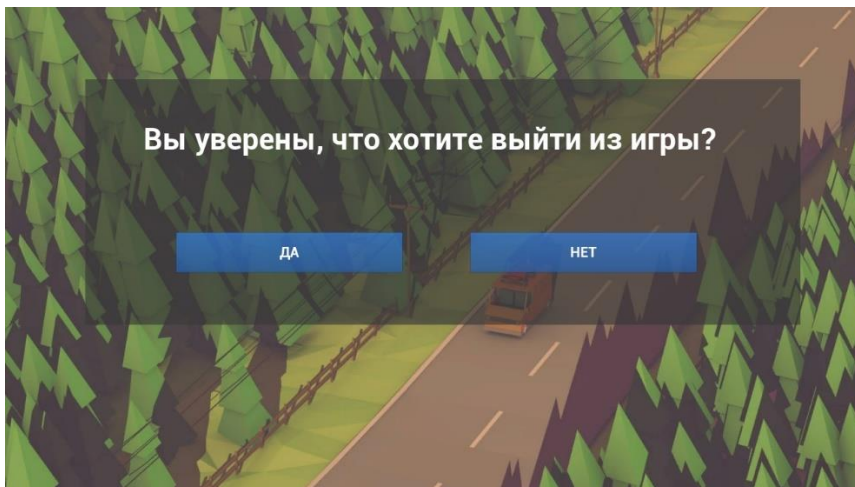 Вы уверены, что хотите выйти из игры?
ДА
НЕТ